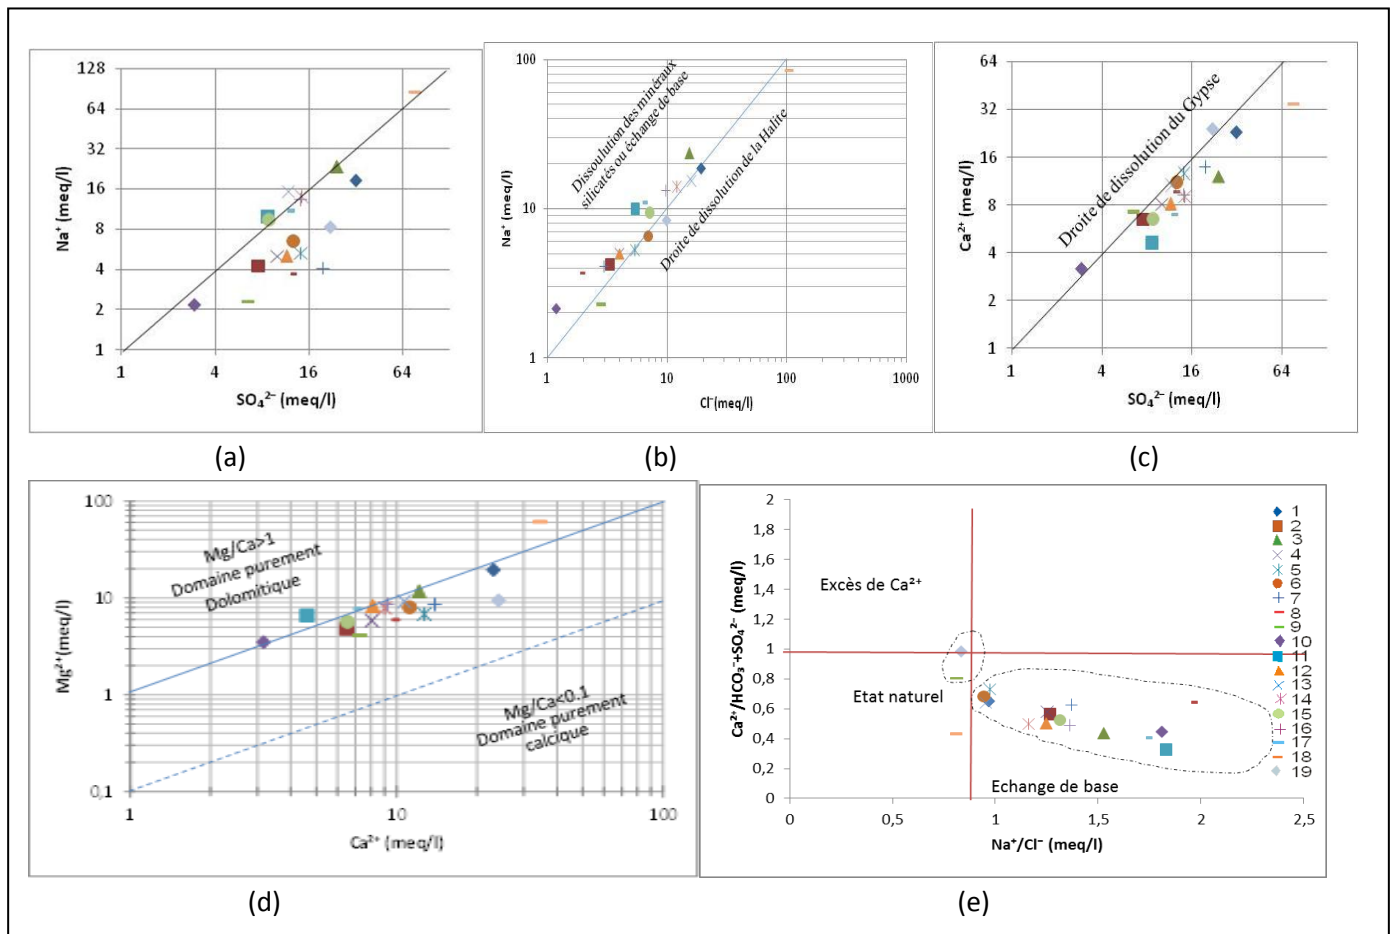 128
64
32
16
8
4
2
1
Na⁺ (meq/l)
1
4
16
64
SO₄²⁻ (meq/l)
(a)
100
10
1
Na⁺ (meq/l)
Dissoulution des minéraux
silicatés ou échange de base
Droite de dissolution de la Halite
1
10
100
1000
Cl⁻(meq/l)
(b)
64
32
16
8
4
2
1
Ca²⁺ (meq/l)
Droite de dissolution du Gypse
1
4
16
64
SO₄²⁻ (meq/l)
(c)
100
10
1
0,1
Mg²⁺(meq/l)
Mg/Ca>1
Domaine purement
Dolomitique
Mg/Ca<0.1
Domaine purement
calcique
1
10
100
Ca²⁺ (meq/l)
(d)
2
1,8
1,6
1,4
1,2
1
0,8
0,6
0,4
0,2
0
Ca²⁺/HCO₃⁻+SO₄²⁻ (meq/l)
Excès de Ca²⁺
Etat naturel
Echange de base
0
0,5
1
1,5
2
2,5
Na⁺/Cl⁻ (meq/l)
1
2
3
4
5
6
7
8
9
10
11
12
13
14
15
16
17
18
19
(e)